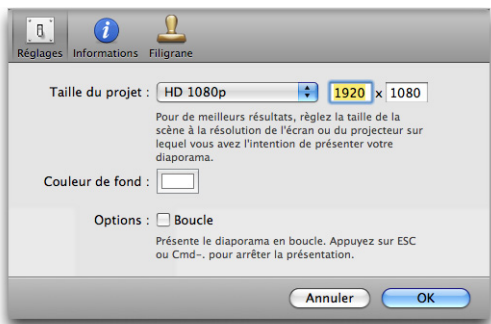 Réglages Informations Filigrane
Taille du projet : HD 1080p 1920 x 1080
Pour de meilleurs résultats, règlez la taille de la
scène à la résolution de l'écran ou du projecteur sur
lequel vous avez l'intention de présenter votre
diaporama.
Couleur de fond :
Options : Boucle
Présente le diaporama en boucle. Appuyez sur ESC
ou Cmd-. pour arrêter la présentation.
Annuler OK